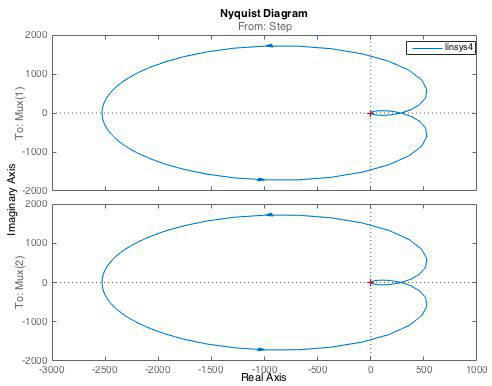 Nyquist Diagram
From: Step
linsys4
To: Mux(1)
2000
1000
0
-1000
-2000
Imaginary Axis
To: Mux(2)
2000
1000
0
-1000
-2000
-3000 -2500 -2000 -1500 -1000 -500 0 500 1000
Real Axis